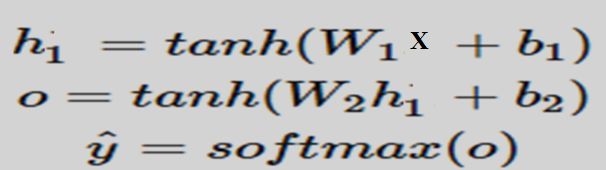 h₁ = tanh(W₁ x + b₁)
o = tanh(W₂h₁ + b₂)
ŷ = softmax(o)